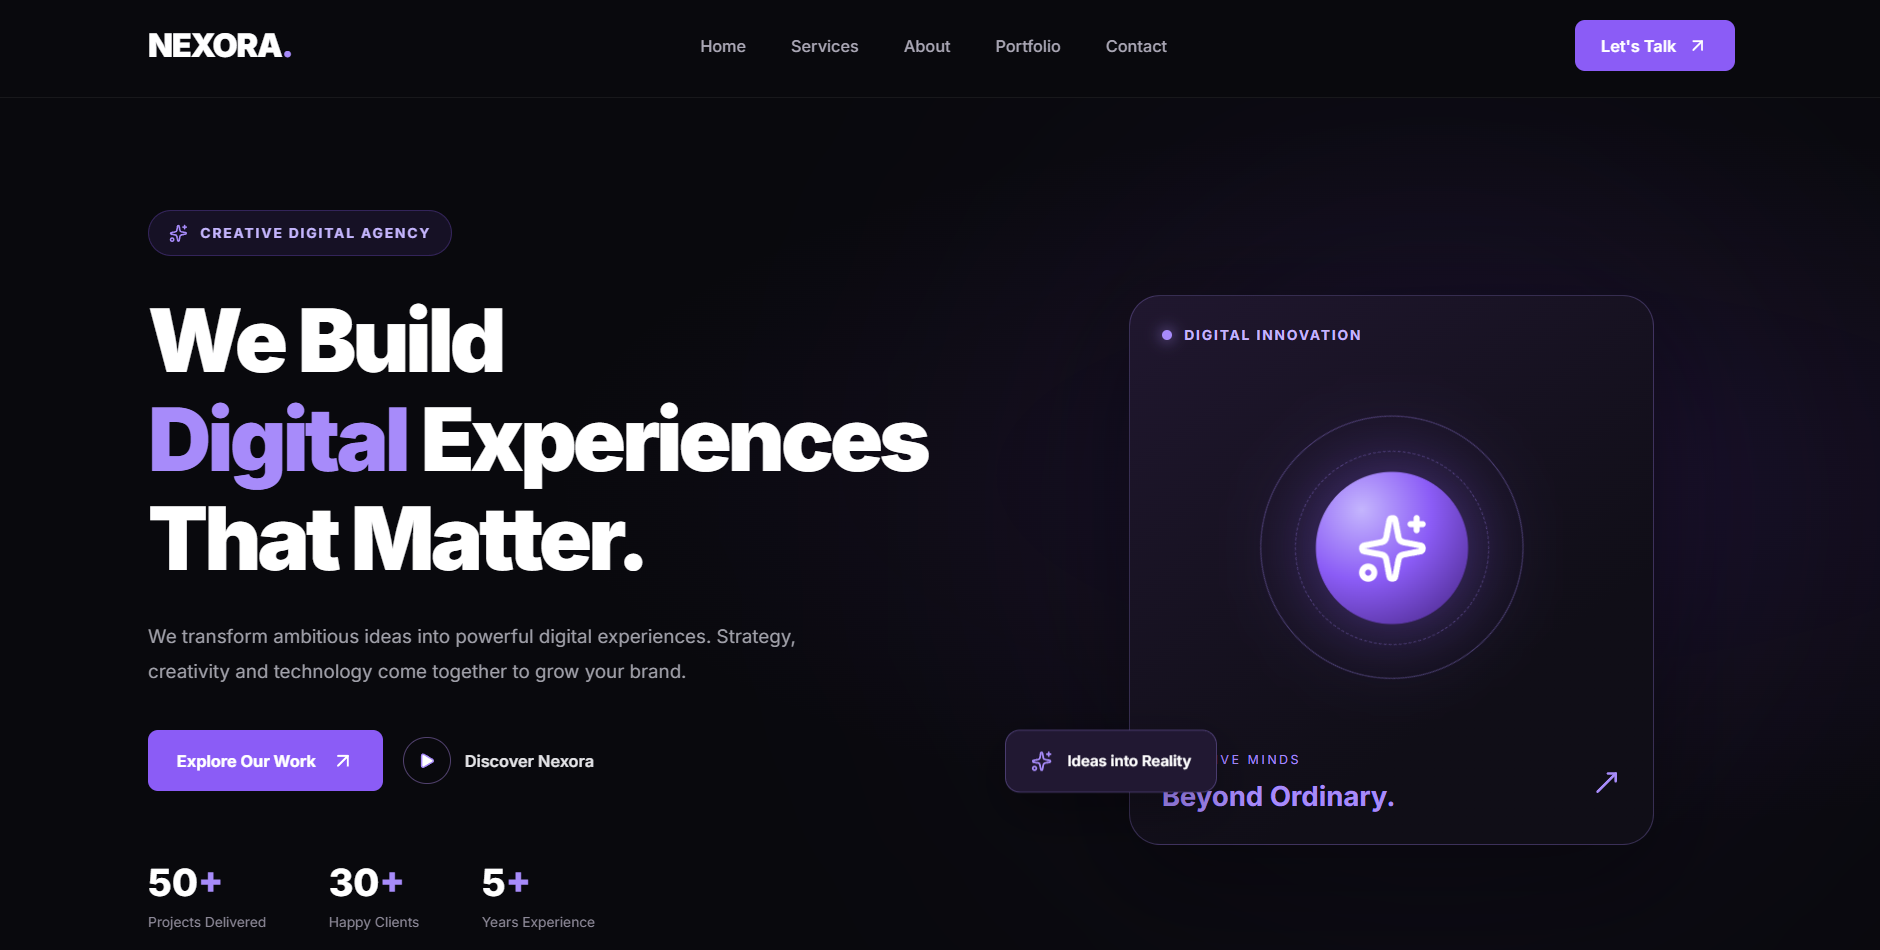 NEXORA.
Home Services About Portfolio Contact
Let's Talk
CREATIVE DIGITAL AGENCY
We Build
Digital Experiences
That Matter.
We transform ambitious ideas into powerful digital experiences. Strategy,
creativity and technology come together to grow your brand.
Explore Our Work
Discover Nexora
50+ 30+ 5+
Projects Delivered Happy Clients Years Experience
DIGITAL INNOVATION
Ideas into Reality
MINDS
Beyond Ordinary.